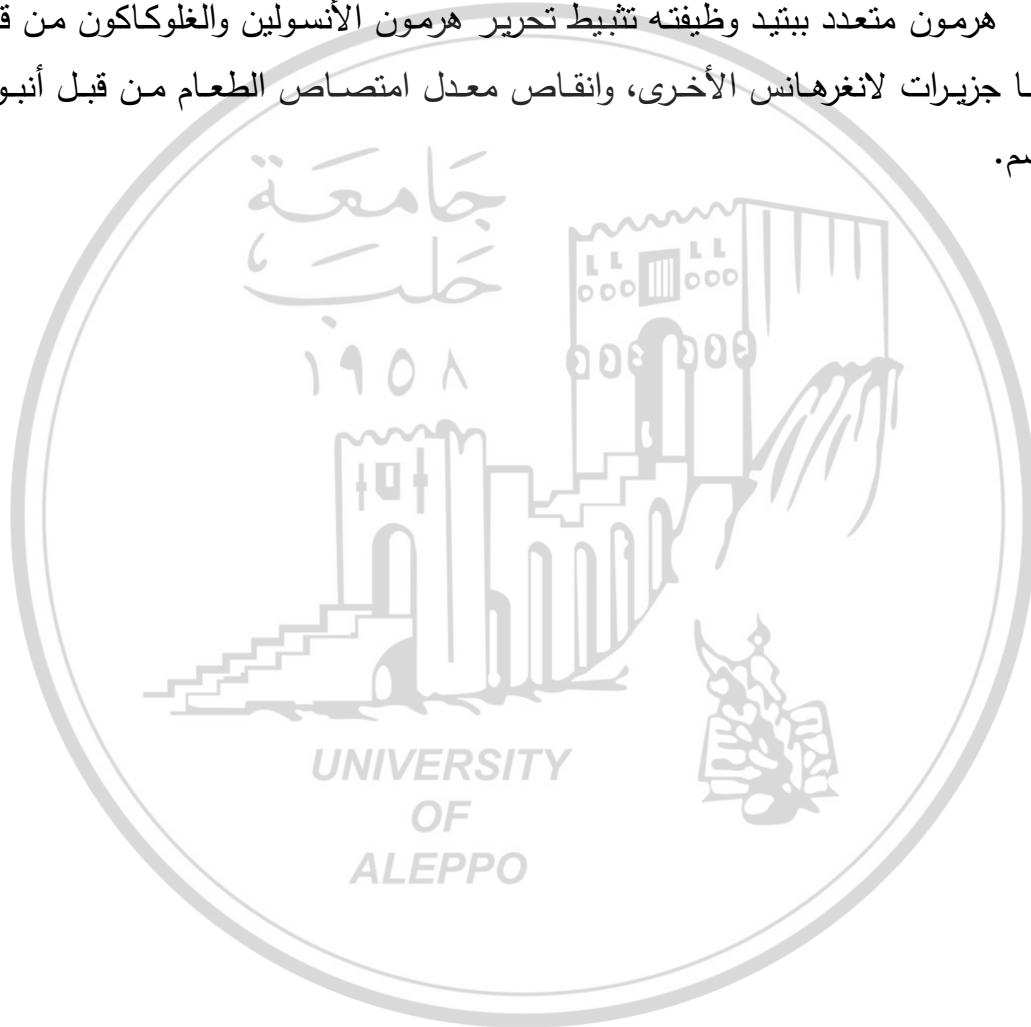 هرمون متعدد ببتيد وظيفته تثبيط تحرير هرمون الأنسولين والغلوكاكون من
جزيرات لانغرهانس الأخرى، وانقاص معدل امتصاص الطعام من قبل
جامعة
حلب
١٩٥٨
UNIVERSITY
OF
ALEPPO